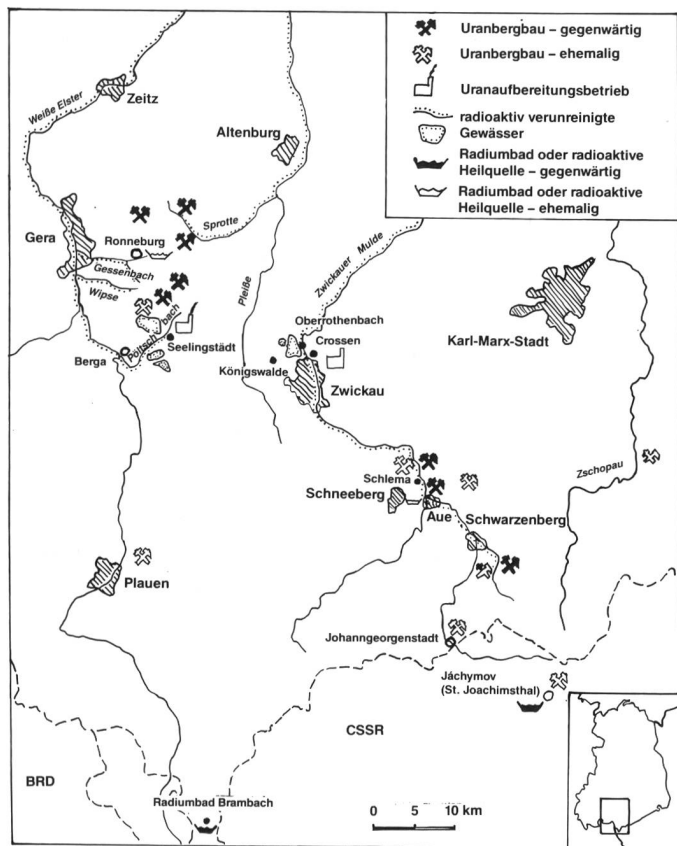 Uranbergbau – gegenwärtig
Uranbergbau – ehemalig
Uranaufbereitungsbetrieb
radioaktiv verunreinigte
Gewässer
Radiumbad oder radioaktive
Heilquelle – gegenwärtig
Radiumbad oder radioaktive
Heilquelle – ehemalig
Weiße Elster
Zeitz
Altenburg
Sprotte
Gera
Ronneburg
Gessenbach
Wipse
Pleiße
Zwickauer Mulde
Pöltschbach
Seelingstädt
Berga
Oberrothenbach
Crossen
Königswalde
Zwickau
Karl-Marx-Stadt
Schlema
Schneeberg
Aue
Schwarzenberg
Zschopau
Plauen
Johanngeorgenstadt
Jáchymov
(St. Joachimsthal)
CSSR
BRD
Radiumbad Brambach
0 5 10 km